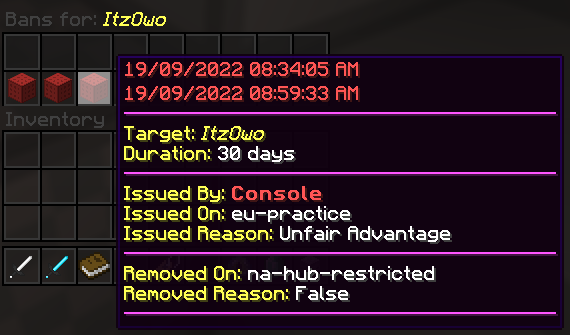 Bans for: ItzOwo
19/09/2022 08:34:05 AM
19/09/2022 08:59:33 AM
Inventory
Target: ItzOwo
Duration: 30 days
Issued By: Console
Issued On: eu-practice
Issued Reason: Unfair Advantage
Removed On: na-hub-restricted
Removed Reason: False